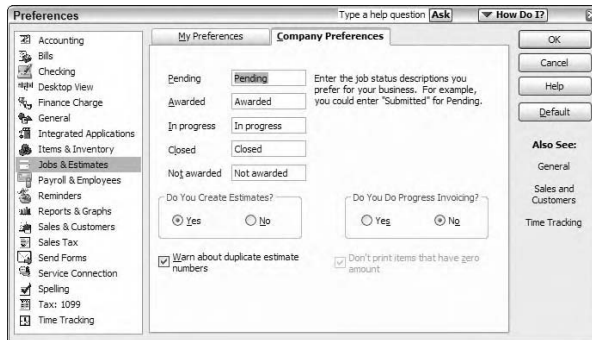 Preferences
Type a help question Ask How Do I?
My Preferences Company Preferences
Accounting
Bills
Checking
Desktop View
Finance Charge
General
Integrated Applications
Items & Inventory
Jobs & Estimates
Payroll & Employees
Reminders
Reports & Graphs
Sales & Customers
Sales Tax
Send Forms
Service Connection
Spelling
Tax: 1099
Time Tracking
Pending Pending
Awarded Awarded
In progress In progress
Closed Closed
Not awarded Not awarded
Enter the job status descriptions you
prefer for your business. For example,
you could enter "Submitted" for Pending.
Do You Create Estimates?
Yes No
Do You Do Progress Invoicing?
Yes No
Warn about duplicate estimate
numbers
Don't print items that have zero
amount
OK
Cancel
Help
Default
Also See:
General
Sales and
Customers
Time Tracking